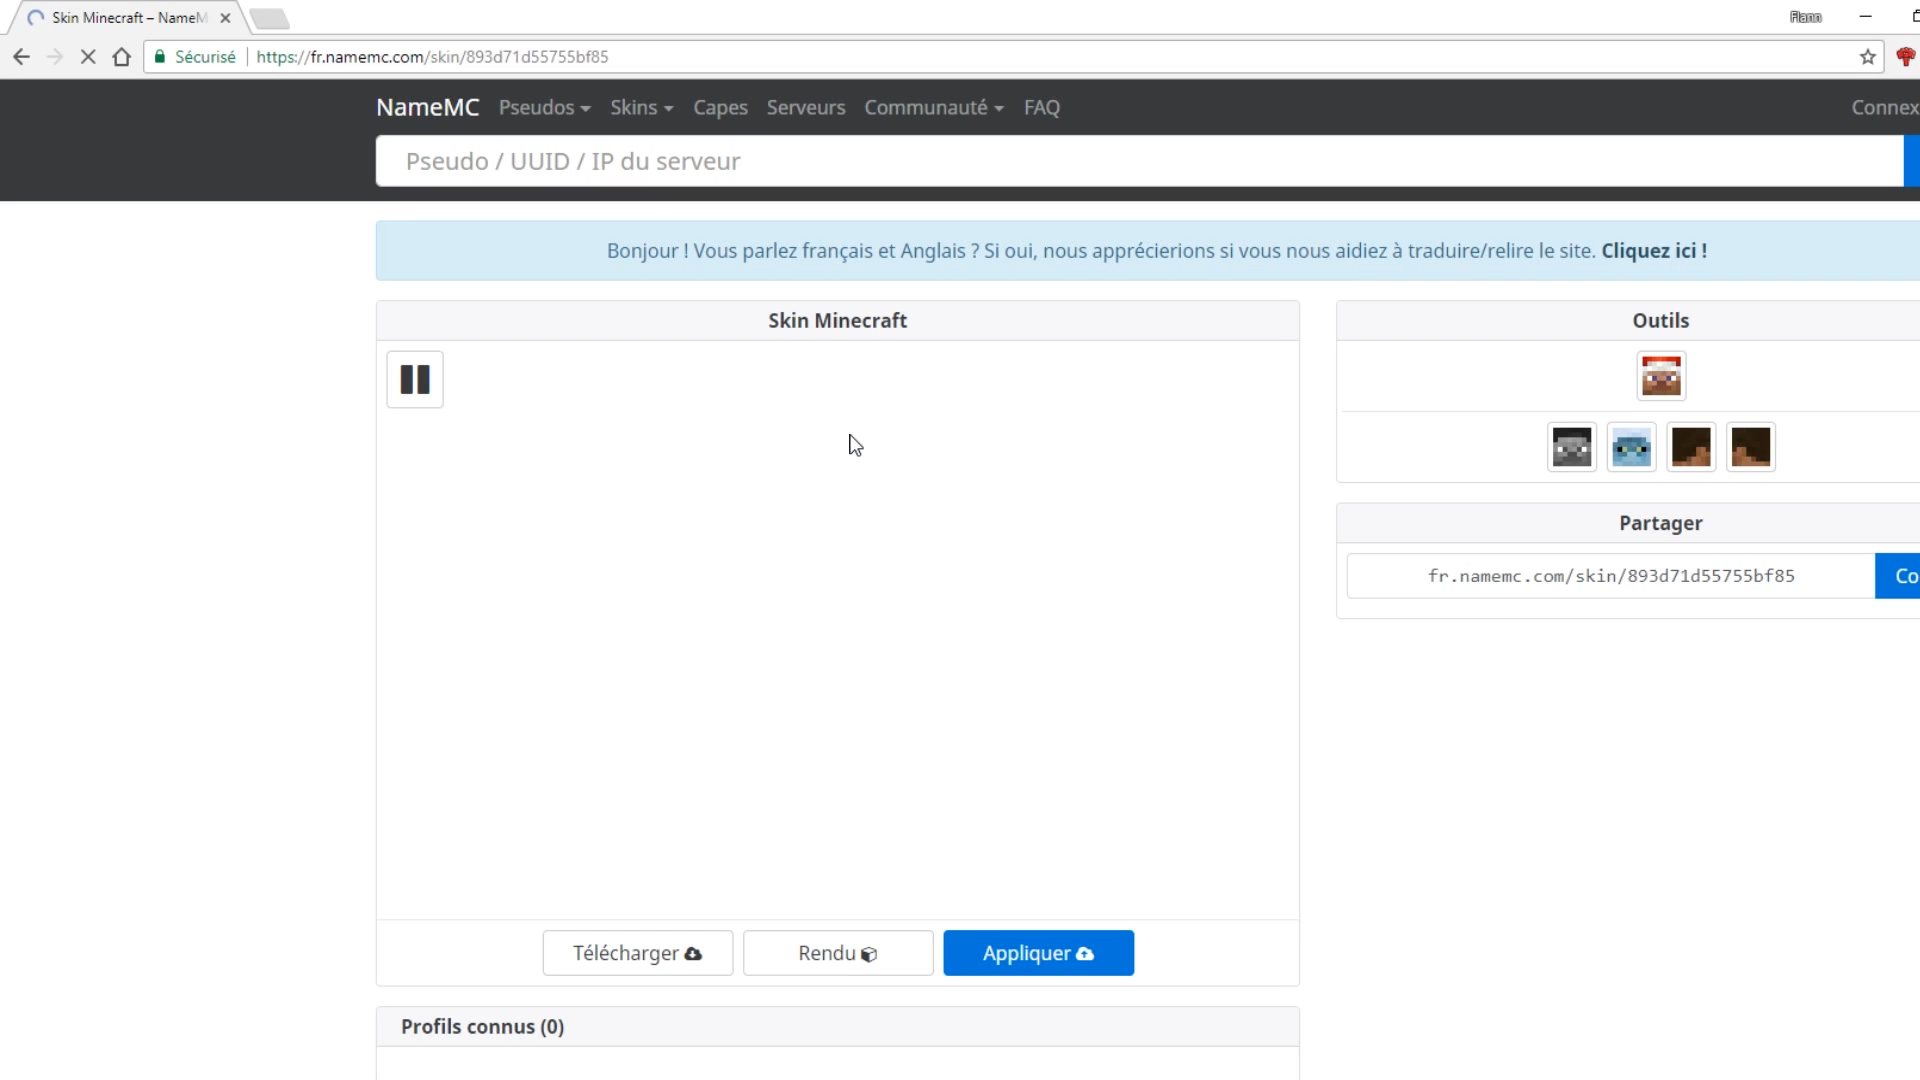 Skin Minecraft – NameM
Flann
Sécurisé
https://fr.namemc.com/skin/893d71d55755bf85
NameMC Pseudos Skins Capes Serveurs Communauté FAQ
Connex
Pseudo / UUID / IP du serveur
Bonjour ! Vous parlez français et Anglais ? Si oui, nous apprécierions si vous nous aidiez à traduire/relire le site. Cliquez ici !
Skin Minecraft
Outils
Partager
fr.namemc.com/skin/893d71d55755bf85
Co
Télécharger
Rendu
Appliquer
Profils connus (0)